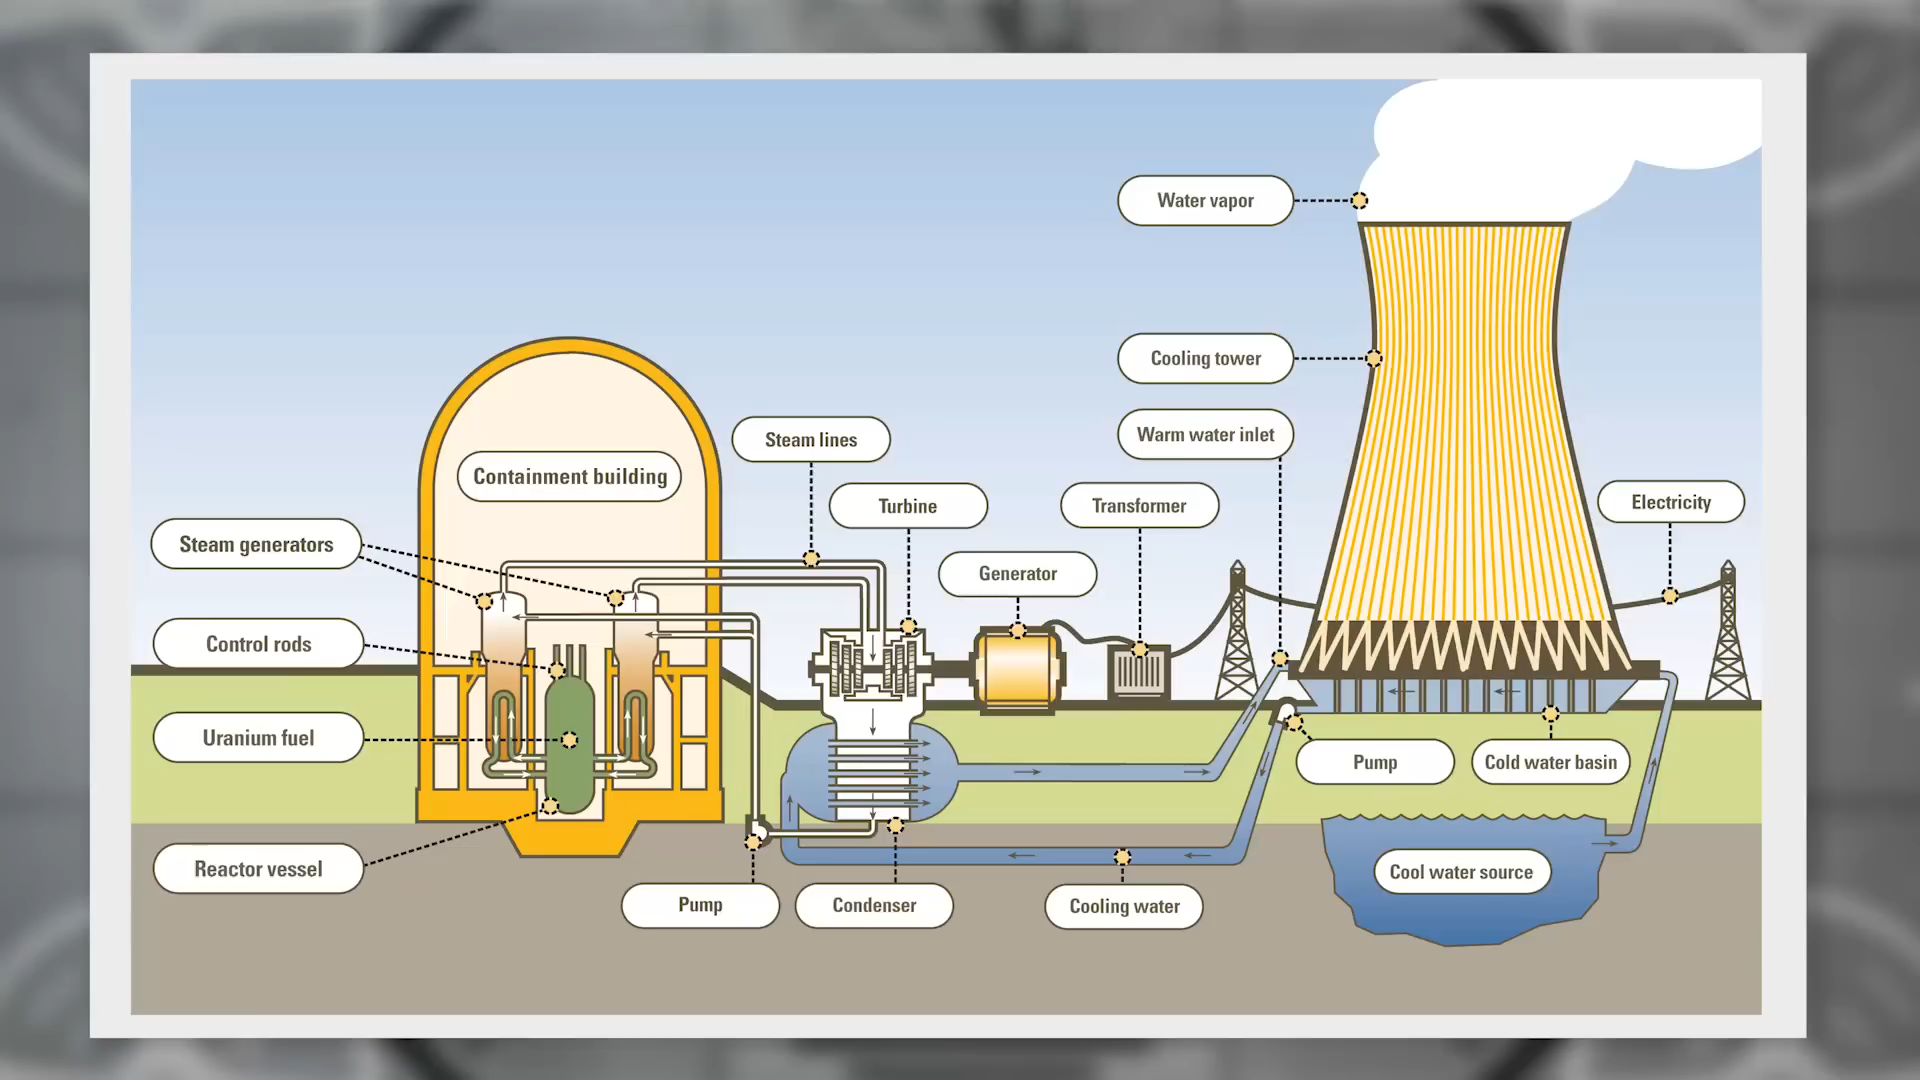 Water vapor
Cooling tower
Warm water inlet
Steam lines
Containment building
Turbine
Transformer
Electricity
Steam generators
Generator
Control rods
Uranium fuel
Pump
Cold water basin
Reactor vessel
Cool water source
Pump
Condenser
Cooling water